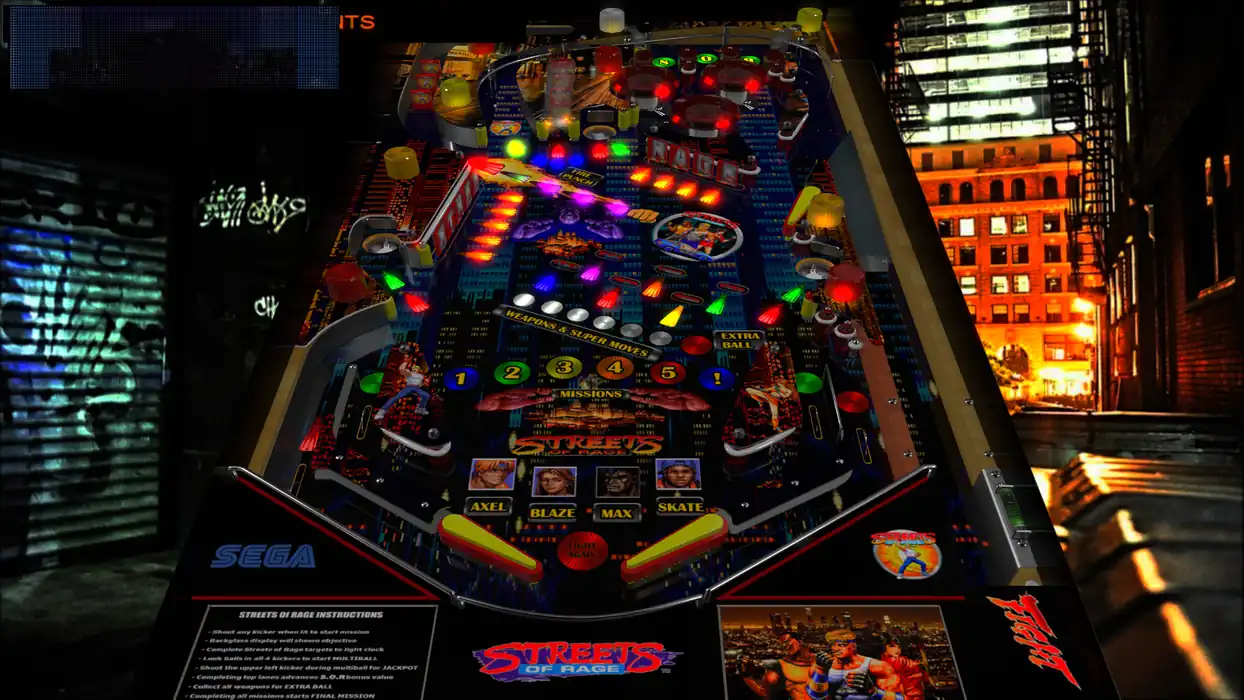 NTS
S
O
R
RAGE
FIRE
PUNCH
WEAPONS & SUPER MOVES
EXTRA
BALL
1
2
3
4
5
!
MISSIONS
STREETS
OF RAGE
AXEL
BLAZE
MAX
SKATE
SEGA
STREETS OF RAGE INSTRUCTIONS
- Shoot any Kicker when lit to start mission
- Backglass display will shown objective
- Complete Streets of Rage targets to light clock
- Lock balls in all 4 kickers to start MULTIBALL
- Shoot the upper left kicker during multiball for JACKPOT
- Completing top lanes advances S.O.R bonus value
- Collect all weapons for EXTRA BALL
- Completing all missions starts FINAL MISSION
STREETS
OF RAGE